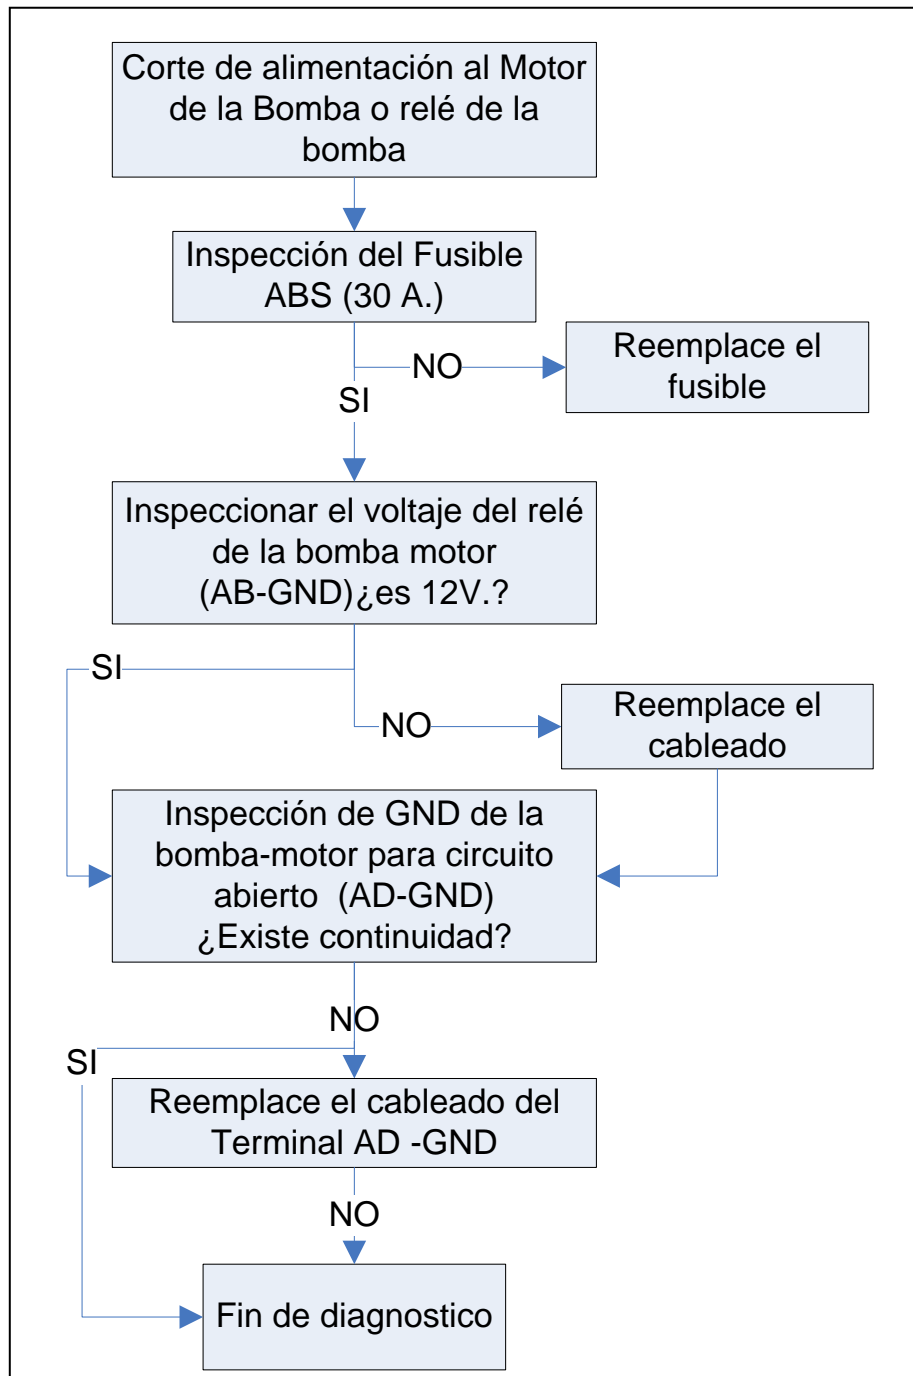 Corte de alimentación al Motor
de la Bomba o relé de la
bomba
Inspección del Fusible
ABS (30 A.)
NO
Reemplace el
fusible
SI
Inspeccionar el voltaje del relé
de la bomba motor
(AB-GND)¿es 12V.?
SI
NO
Reemplace el
cableado
Inspección de GND de la
bomba-motor para circuito
abierto (AD-GND)
¿Existe continuidad?
NO
SI
Reemplace el cableado del
Terminal AD -GND
NO
Fin de diagnostico